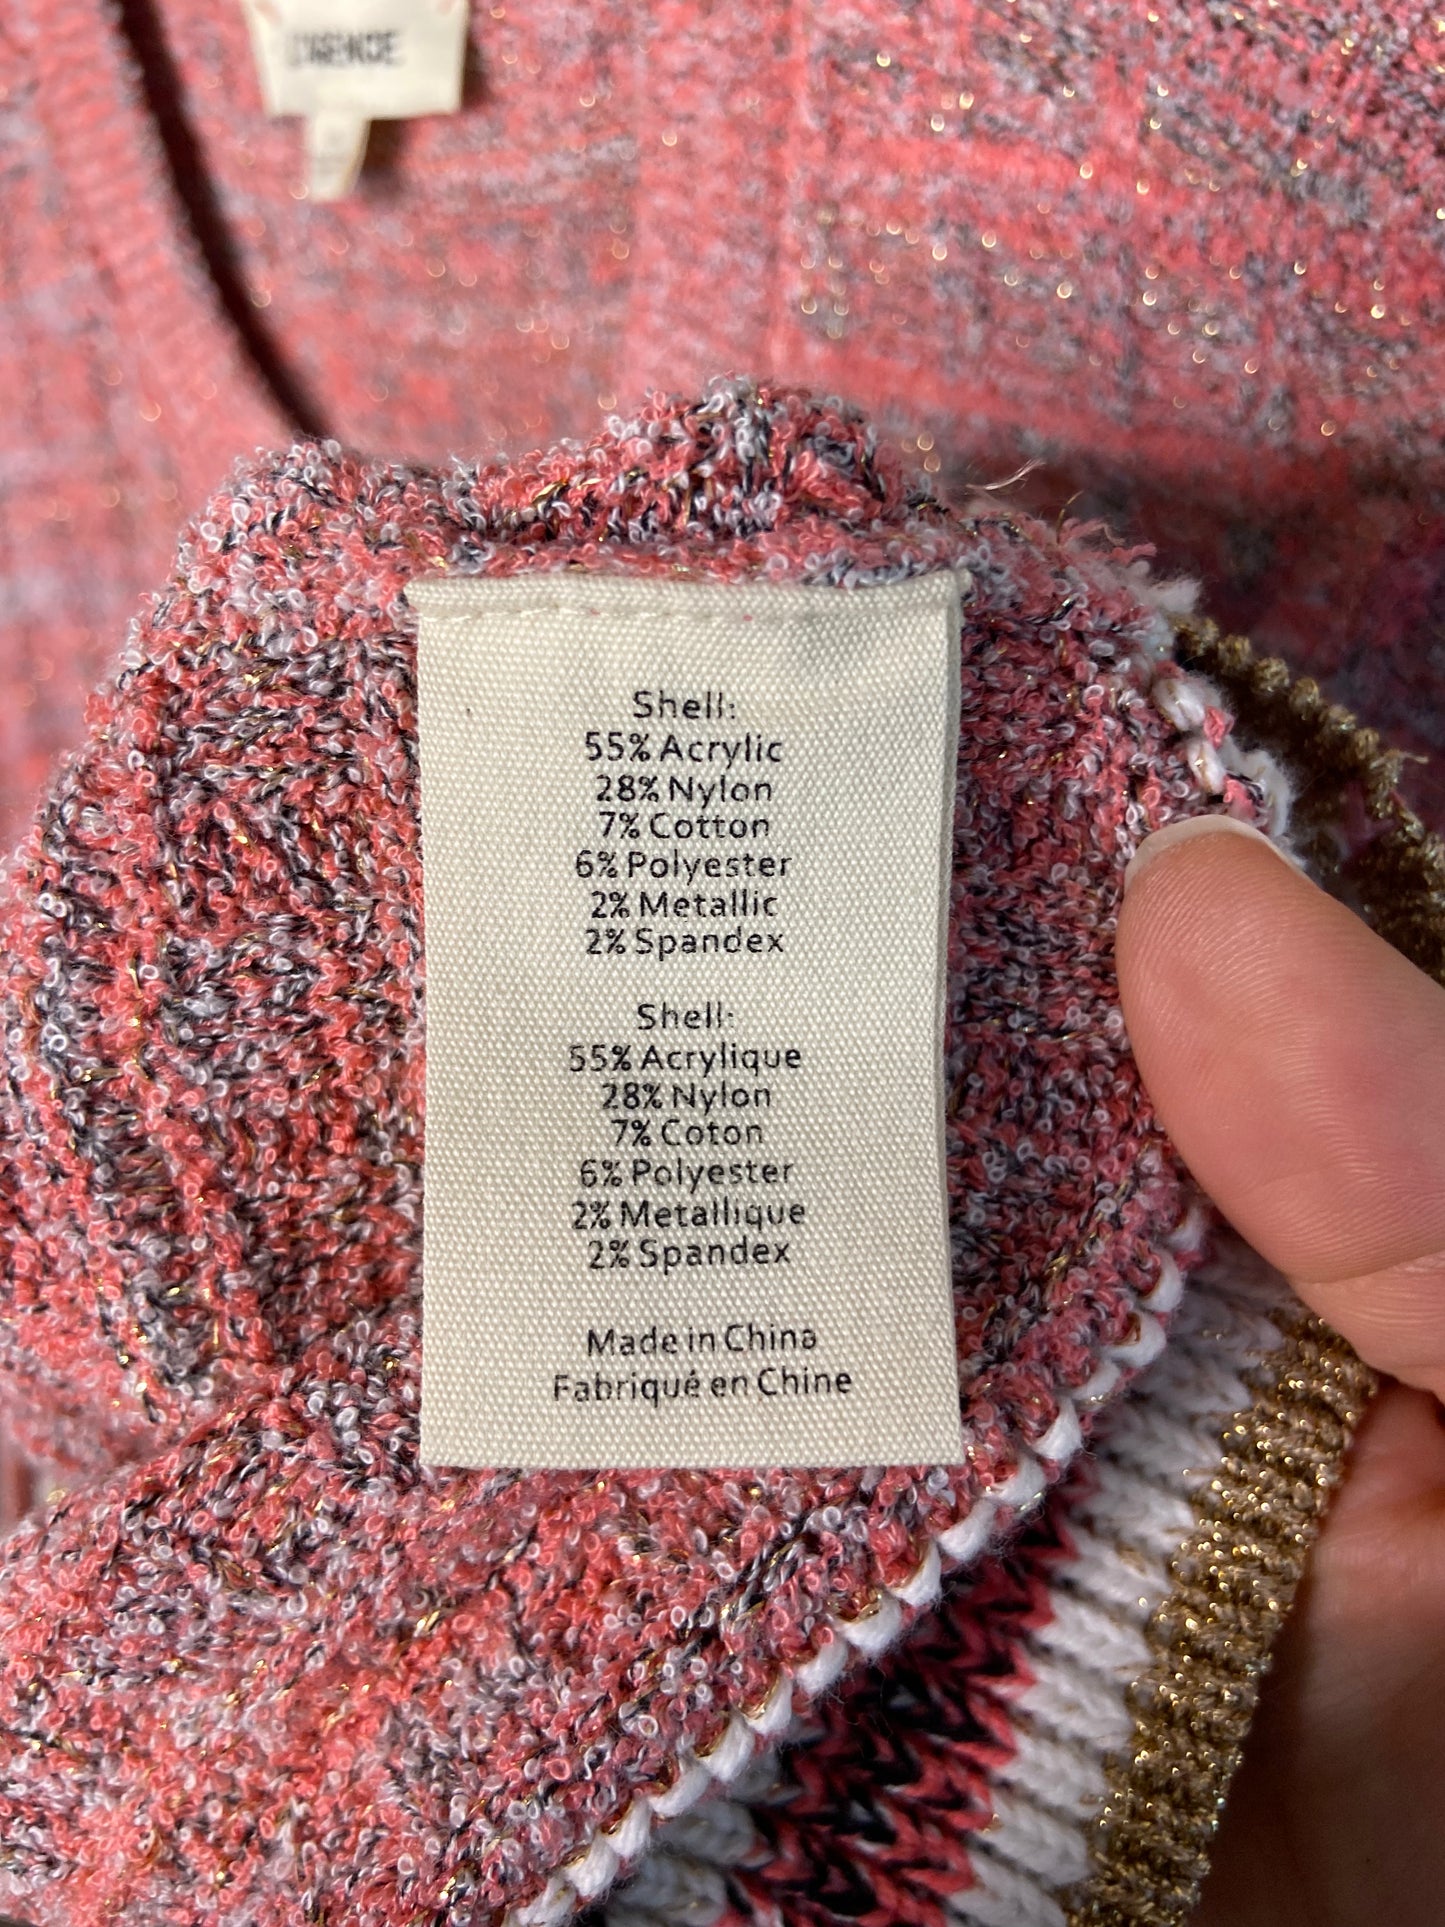 L'AGENCE
Shell:
55% Acrylic
28% Nylon
7% Cotton
6% Polyester
2% Metallic
2% Spandex
Shell:
55% Acrylique
28% Nylon
7% Coton
6% Polyester
2% Metallique
2% Spandex
Made in China
Fabriqué en Chine